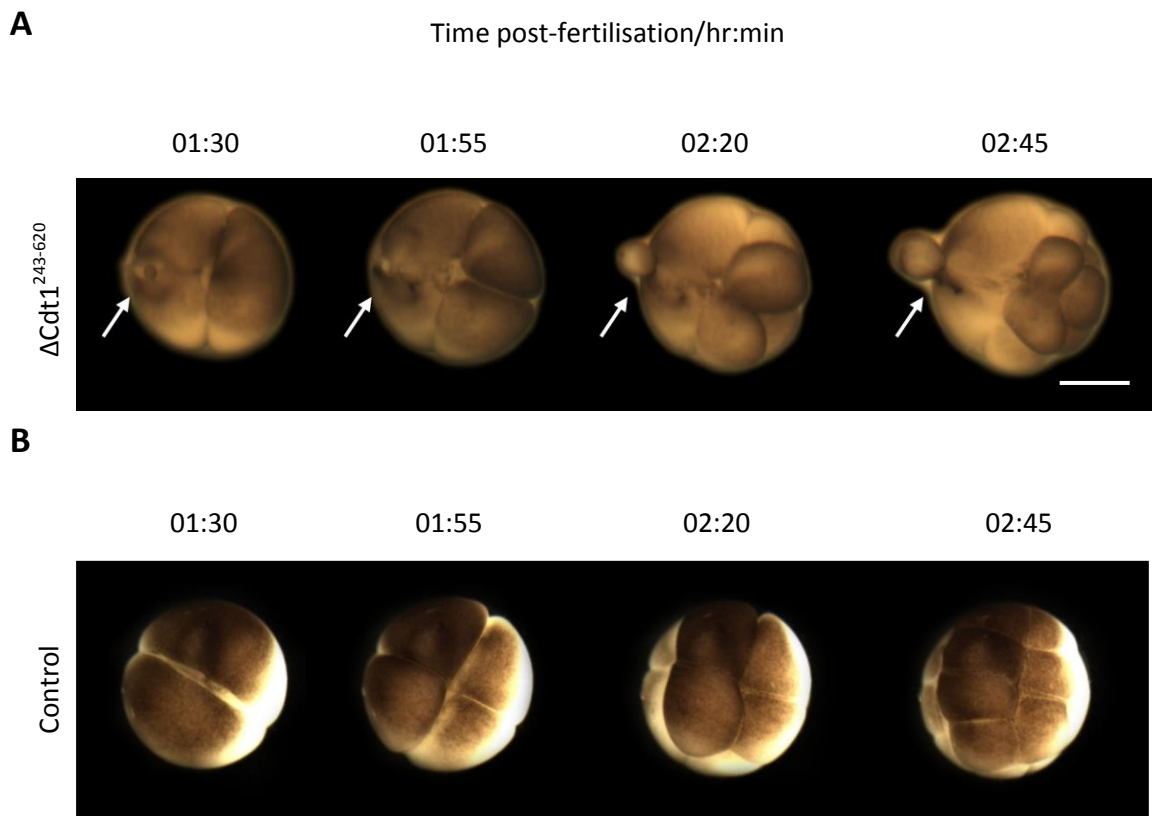 A
Time post-fertilisation/hr:min
01:30 01:55 02:20 02:45
ΔCdt1²⁴³⁻⁶²⁰
B
01:30 01:55 02:20 02:45
Control